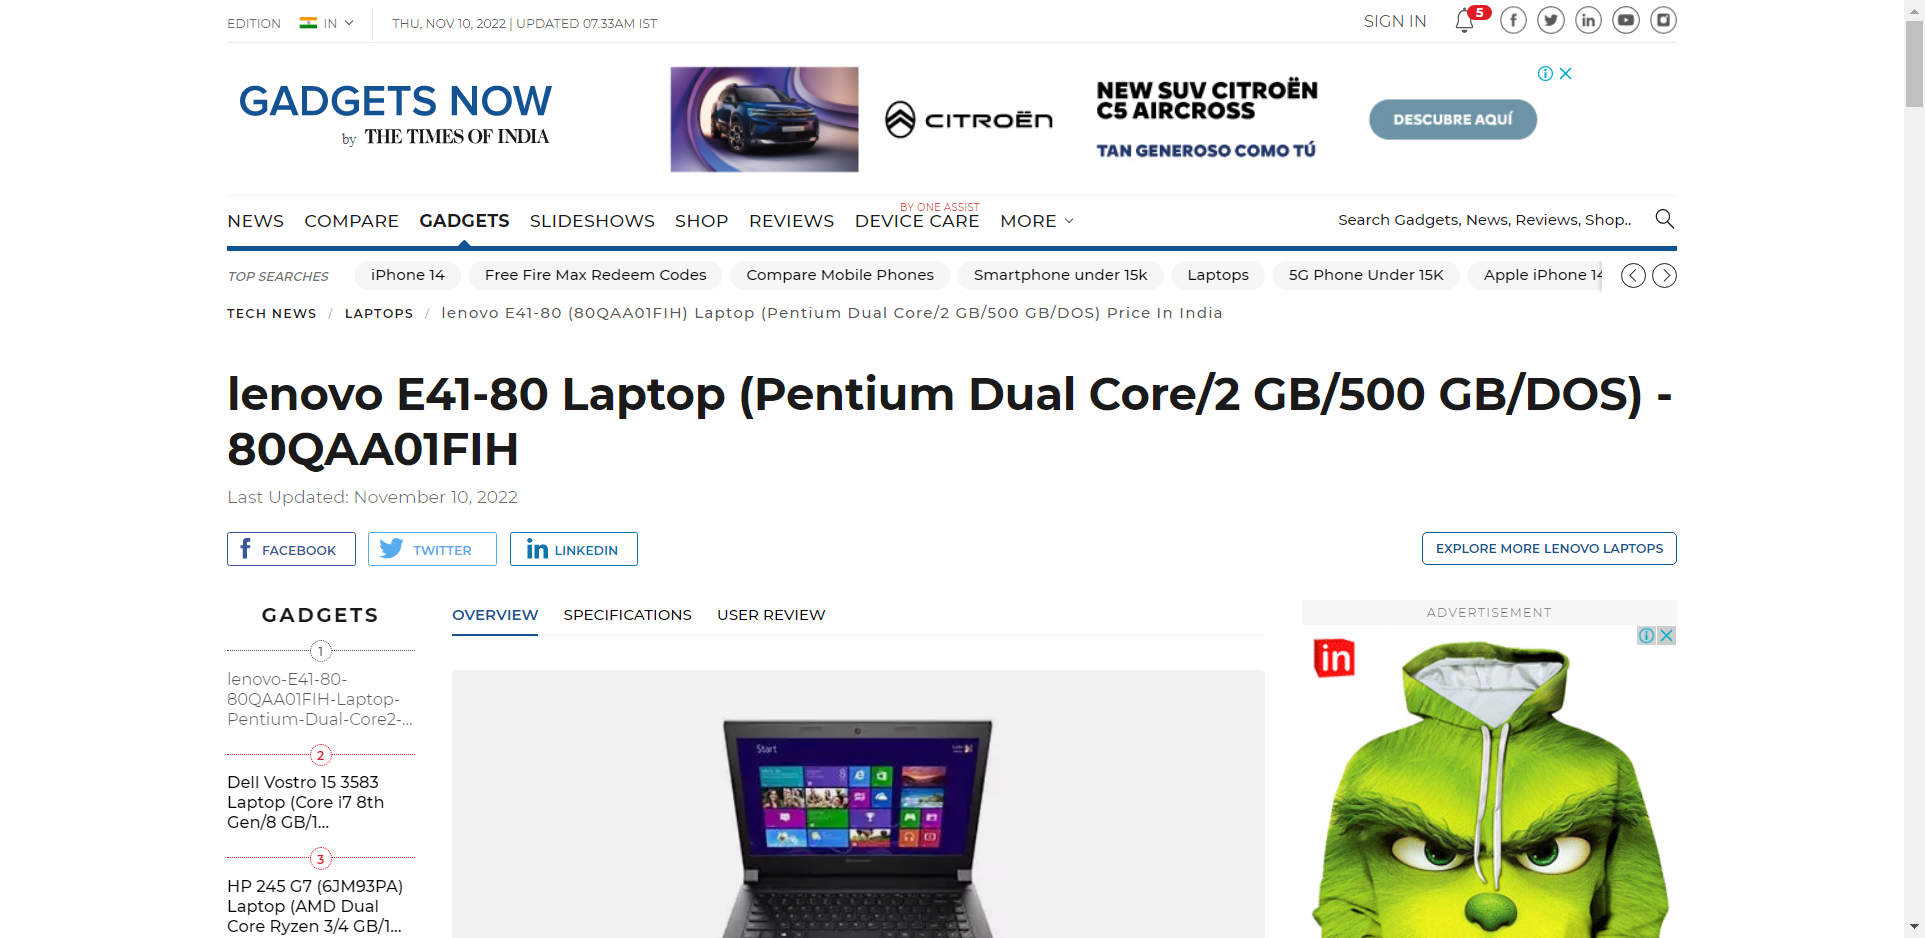 EDITION IN THU, NOV 10, 2022 | UPDATED 07.33AM IST
SIGN IN 5
GADGETS NOW
by THE TIMES OF INDIA
CITROËN
NEW SUV CITROËN
C5 AIRCROSS
TAN GENEROSO COMO TÚ
DESCUBRE AQUÍ
BY ONE ASSIST
NEWS COMPARE GADGETS SLIDESHOWS SHOP REVIEWS DEVICE CARE MORE
Search Gadgets, News, Reviews, Shop..
TOP SEARCHES iPhone 14 Free Fire Max Redeem Codes Compare Mobile Phones Smartphone under 15k Laptops 5G Phone Under 15K Apple iPhone 14
TECH NEWS / LAPTOPS / lenovo E41-80 (80QAA01FIH) Laptop (Pentium Dual Core/2 GB/500 GB/DOS) Price In India
lenovo E41-80 Laptop (Pentium Dual Core/2 GB/500 GB/DOS) -
80QAA01FIH
Last Updated: November 10, 2022
FACEBOOK TWITTER LINKEDIN
EXPLORE MORE LENOVO LAPTOPS
GADGETS
1
lenovo-E41-80-
80QAA01FIH-Laptop-
Pentium-Dual-Core2-...
2
Dell Vostro 15 3583
Laptop (Core i7 8th
Gen/8 GB/1...
3
HP 245 G7 (6JM93PA)
Laptop (AMD Dual
Core Ryzen 3/4 GB/1...
OVERVIEW SPECIFICATIONS USER REVIEW
Start
ADVERTISEMENT
in